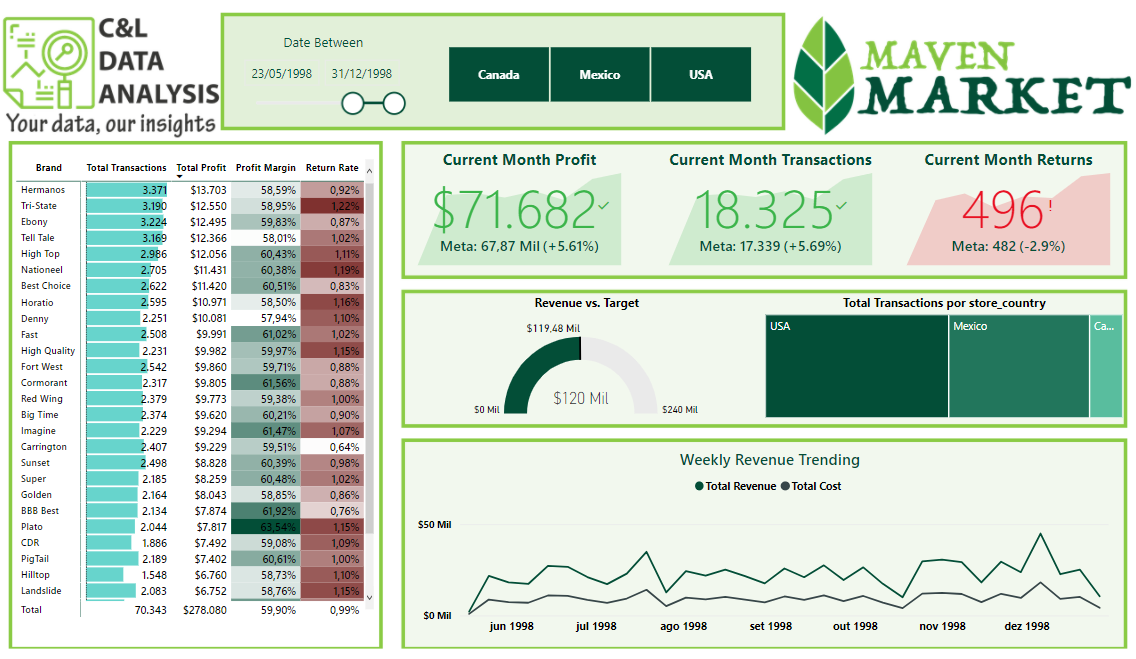 C&L
DATA
ANALYSIS
Your data, our insights
Date Between
23/05/1998 31/12/1998
Canada Mexico USA
MAVEN
MARKET
Brand Total Transactions Total Profit Profit Margin Return Rate
Hermanos 3.371 $13.703 58,59% 0,92%
Tri-State 3.190 $12.550 58,95% 1,22%
Ebony 3.224 $12.495 59,83% 0,87%
Tell Tale 3.169 $12.366 58,01% 1,02%
High Top 2.986 $12.056 60,43% 1,11%
Nationeel 2.705 $11.431 60,38% 1,19%
Best Choice 2.622 $11.420 60,51% 0,83%
Horatio 2.595 $10.971 58,50% 1,16%
Denny 2.251 $10.081 57,94% 1,10%
Fast 2.508 $9.991 61,02% 1,02%
High Quality 2.231 $9.982 59,97% 1,15%
Fort West 2.542 $9.860 59,71% 0,88%
Cormorant 2.317 $9.805 61,56% 0,88%
Red Wing 2.379 $9.773 59,38% 1,00%
Big Time 2.374 $9.620 60,21% 0,90%
Imagine 2.229 $9.294 61,47% 1,07%
Carrington 2.407 $9.229 59,51% 0,64%
Sunset 2.498 $8.828 60,39% 0,98%
Super 2.185 $8.259 60,48% 1,02%
Golden 2.164 $8.043 58,85% 0,86%
BBB Best 2.134 $7.874 61,92% 0,76%
Plato 2.044 $7.817 63,54% 1,15%
CDR 1.886 $7.492 59,08% 1,09%
PigTail 2.189 $7.402 60,61% 1,00%
Hilltop 1.548 $6.760 58,73% 1,10%
Landslide 2.083 $6.752 58,76% 1,15%
Total 70.343 $278.080 59,90% 0,99%
Current Month Profit
$71.682
Meta: 67,87 Mil (+5.61%)
Current Month Transactions
18.325
Meta: 17.339 (+5.69%)
Current Month Returns
496!
Meta: 482 (-2.9%)
Revenue vs. Target
$119,48 Mil
$120 Mil
$0 Mil $240 Mil
Total Transactions por store_country
USA Mexico Ca...
Weekly Revenue Trending
Total Revenue Total Cost
$50 Mil
$0 Mil
jun 1998 jul 1998 ago 1998 set 1998 out 1998 nov 1998 dez 1998